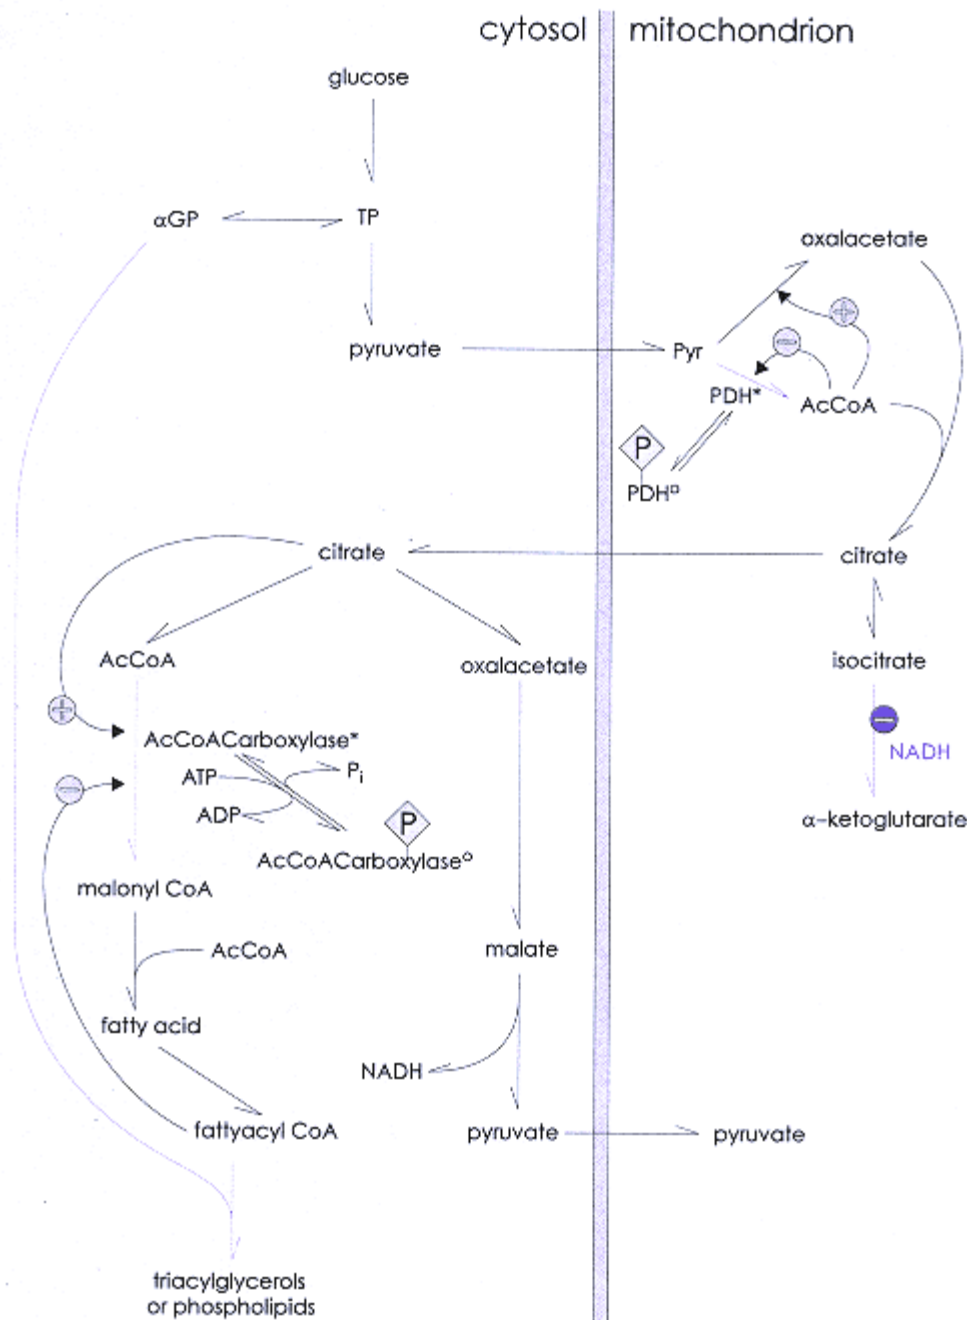 cytosol mitochondrion
glucose
αGP
TP
oxalacetate
+
pyruvate
Pyr
−
PDH*
AcCoA
P
PDH°
citrate
citrate
AcCoA
oxalacetate
isocitrate
+
−
NADH
AcCoACarboxylase*
ATP
Pi
−
ADP
P
α-ketoglutarate
AcCoACarboxylase°
malonyl CoA
AcCoA
malate
fatty acid
NADH
fattyacyl CoA
pyruvate
pyruvate
triacylglycerols
or phospholipids